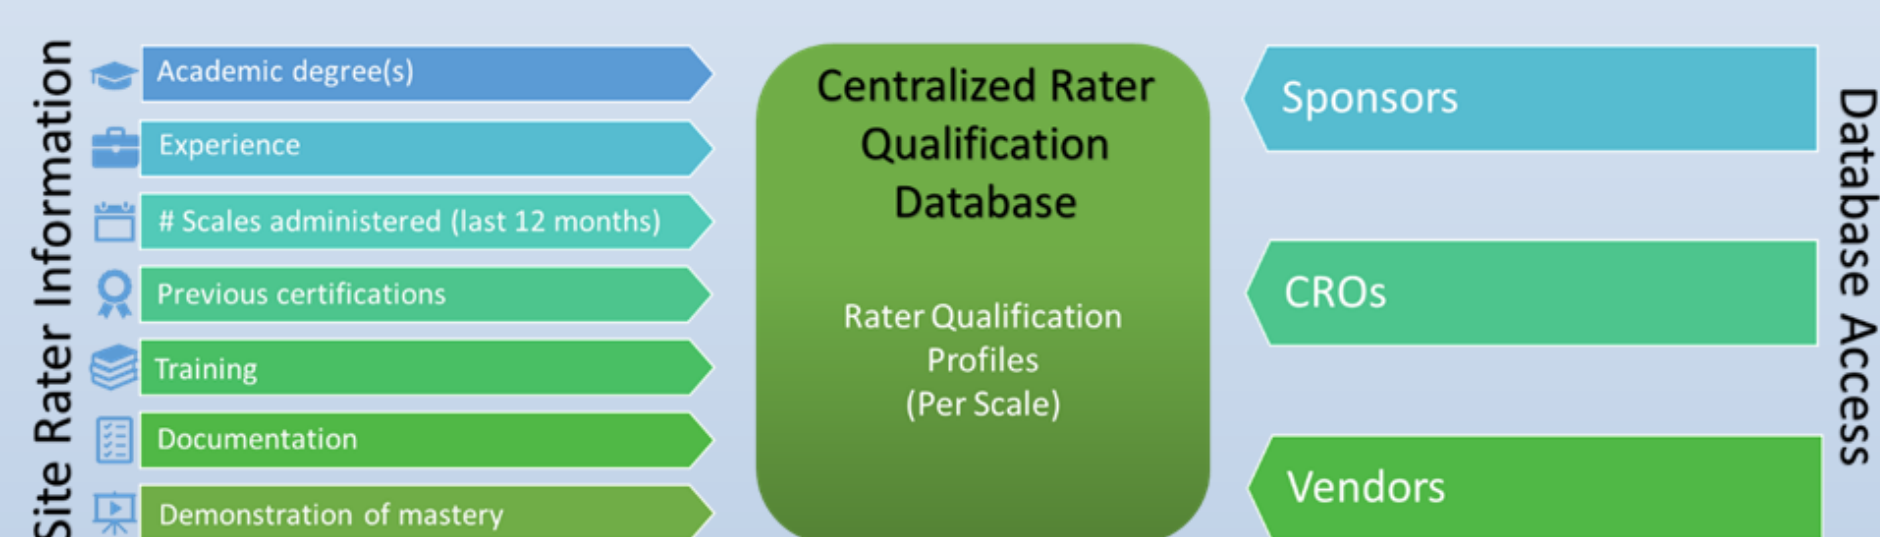 Site Rater Information
Academic degree(s)
Experience
# Scales administered (last 12 months)
Previous certifications
Training
Documentation
Demonstration of mastery
Centralized Rater
Qualification
Database
Rater Qualification
Profiles
(Per Scale)
Sponsors
CROs
Vendors
Database Access